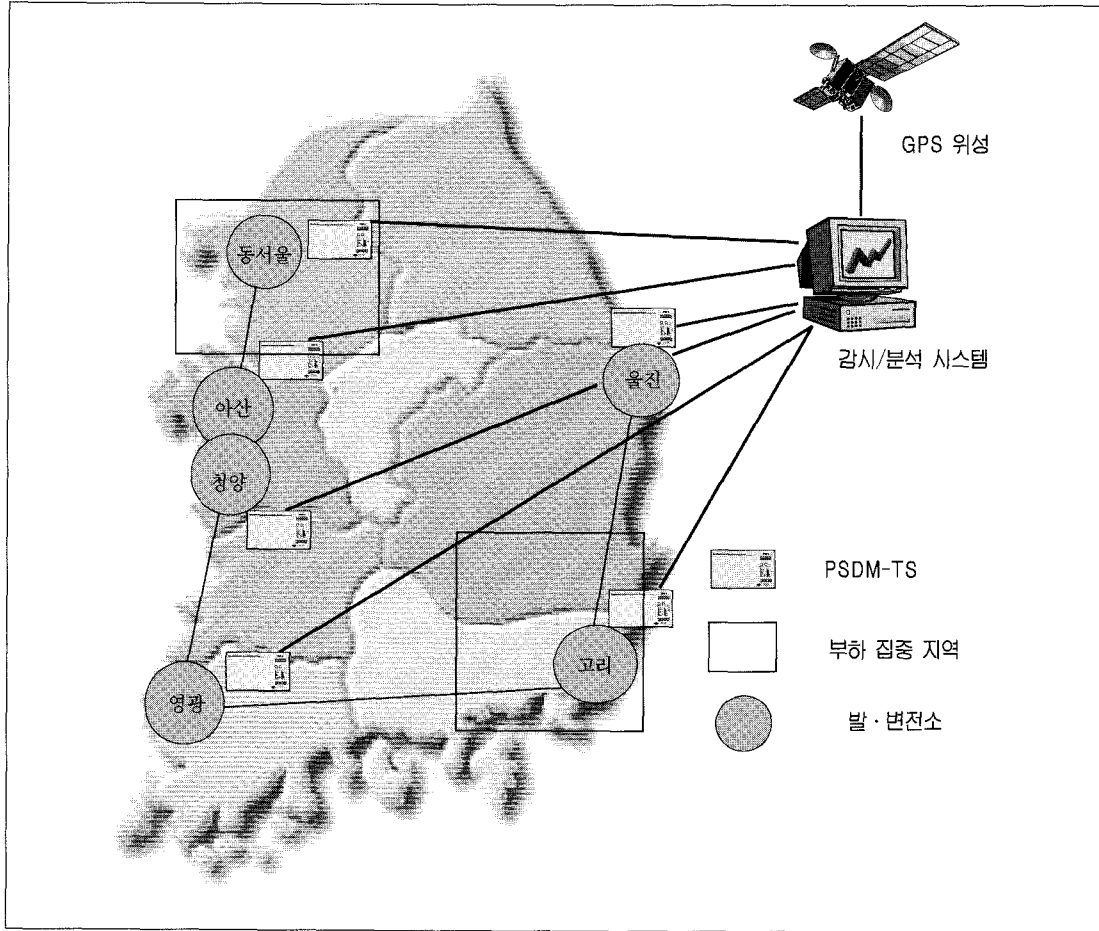 GPS 위성
동서울
감시/분석 시스템
울진
아산
청양
PSDM-TS
부하 집중 지역
고리
영광
발·변전소